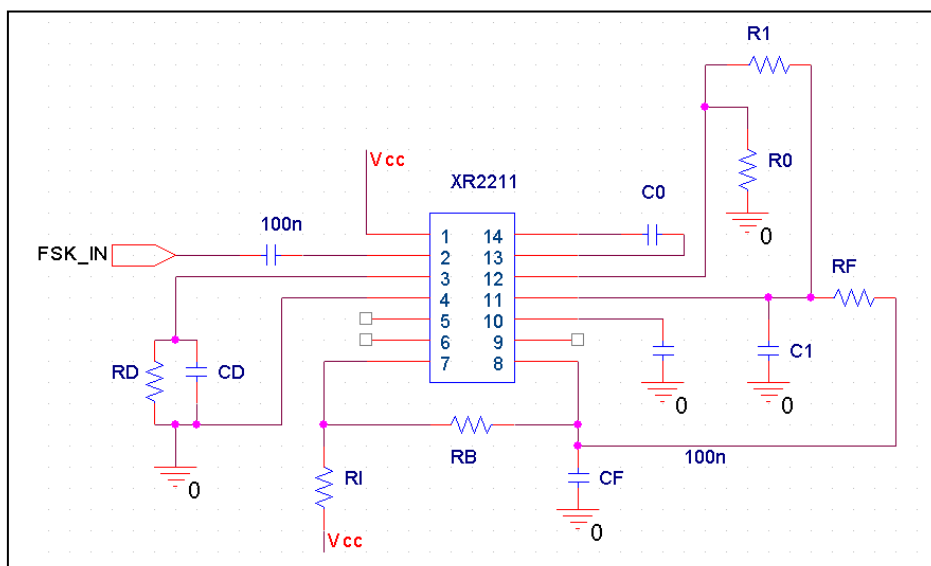 R1
Vcc
XR2211
R0
C0
100n
0
FSK_IN
1 14
2 13
3 12
4 11
5 10
6 9
7 8
RF
RD
CD
C1
0
0
RB
100n
RI
CF
0
0
Vcc